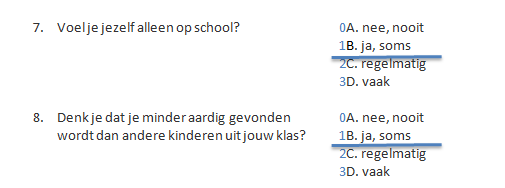 7. Voel je jezelf alleen op school? 0A. nee, nooit
1B. ja, soms
2C. regelmatig
3D. vaak
8. Denk je dat je minder aardig gevonden 0A. nee, nooit
wordt dan andere kinderen uit jouw klas? 1B. ja, soms
2C. regelmatig
3D. vaak